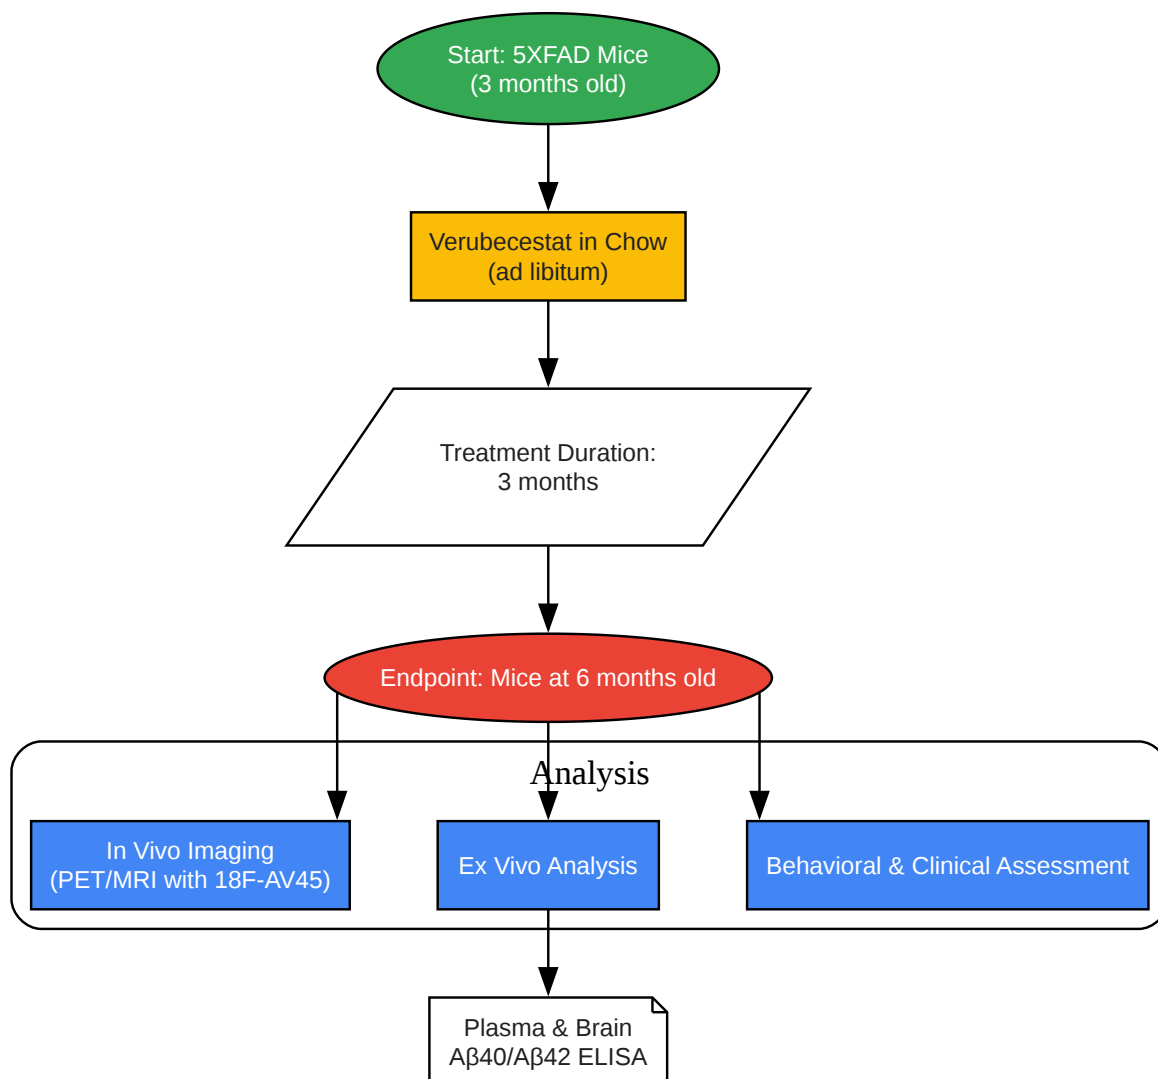 Start: 5XFAD Mice
(3 months old)
Verubecestat in Chow
(ad libitum)
Treatment Duration:
3 months
Endpoint: Mice at 6 months old
Analysis
In Vivo Imaging
(PET/MRI with 18F-AV45)
Ex Vivo Analysis
Behavioral & Clinical Assessment
Plasma & Brain
Aβ40/Aβ42 ELISA